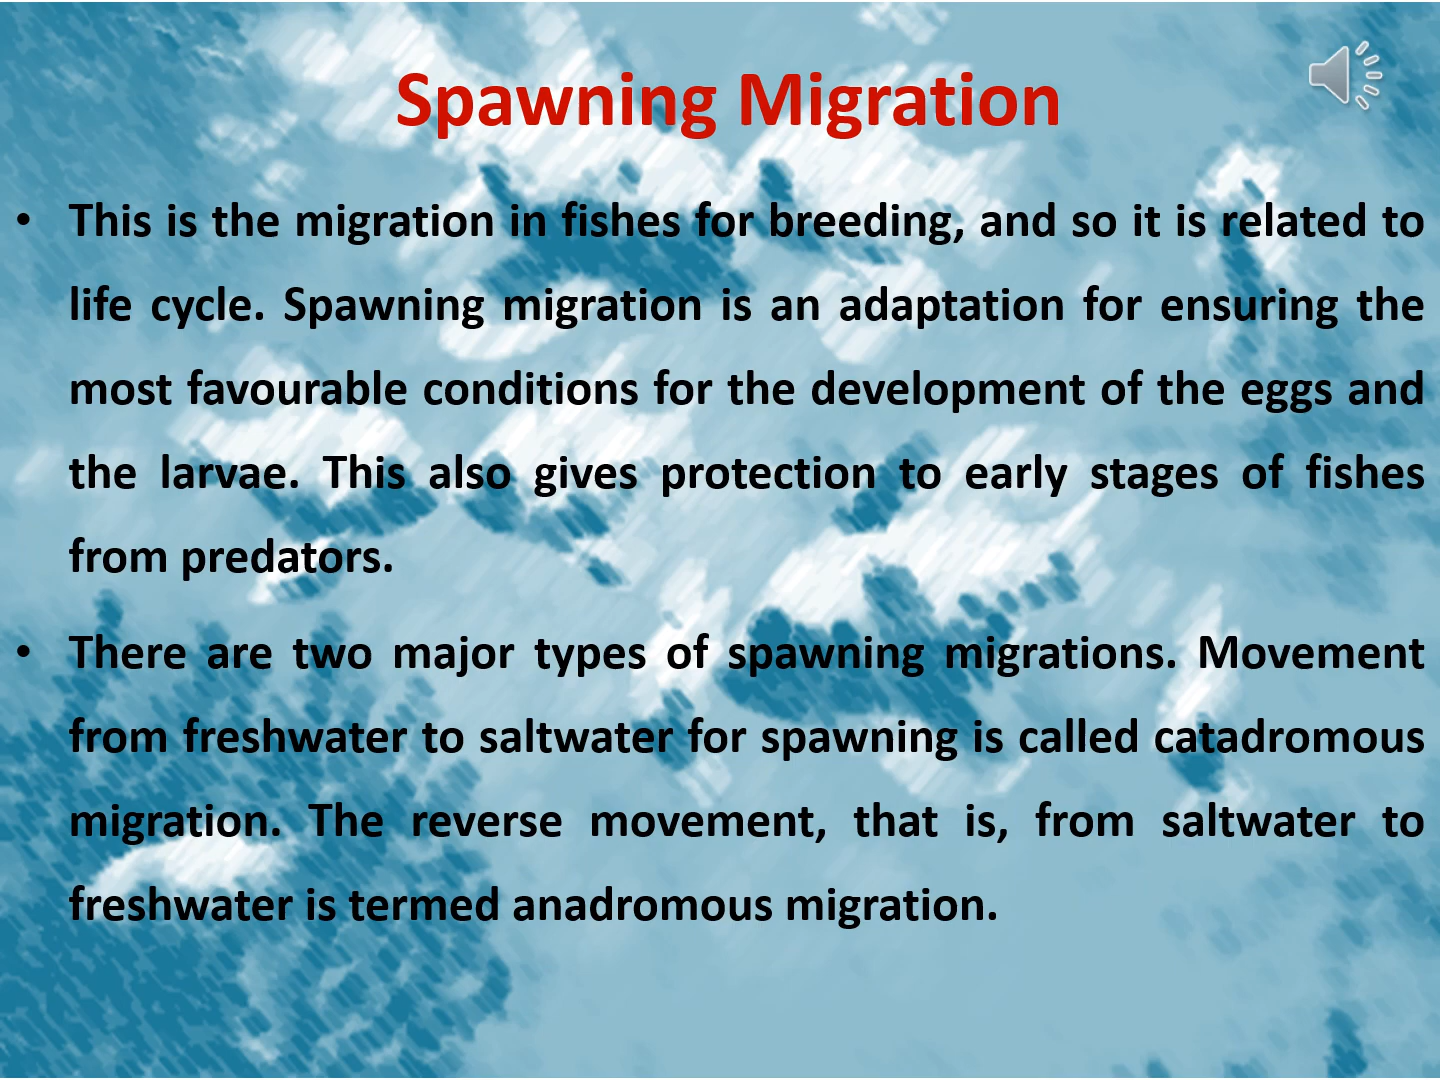 Spawning Migration
• This is the migration in fishes for breeding, and so it is related to
life cycle. Spawning migration is an adaptation for ensuring the
most favourable conditions for the development of the eggs and
the larvae. This also gives protection to early stages of fishes
from predators.
• There are two major types of spawning migrations. Movement
from freshwater to saltwater for spawning is called catadromous
migration. The reverse movement, that is, from saltwater to
freshwater is termed anadromous migration.